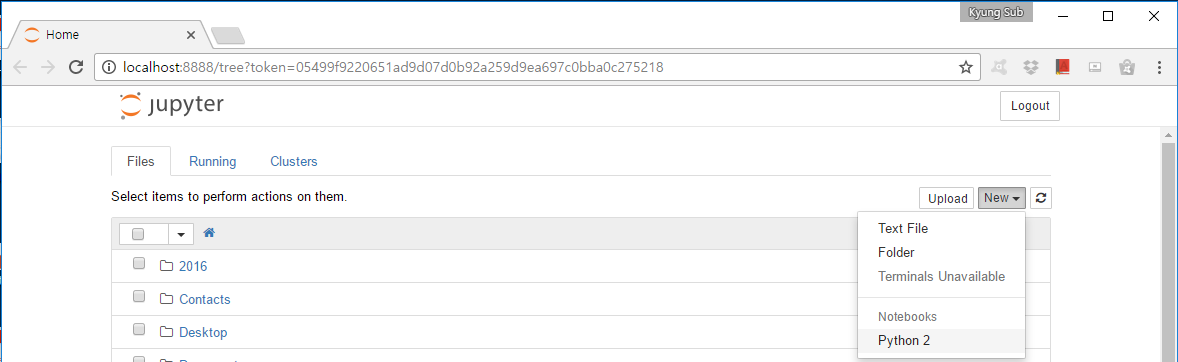 Kyung Sub
Home
localhost:8888/tree?token=05499f9220651ad9d07d0b92a259d9ea697c0bba0c275218
jupyter
Logout
Files Running Clusters
Select items to perform actions on them.
Upload New
Text File
Folder
Terminals Unavailable
Notebooks
Python 2
2016
Contacts
Desktop